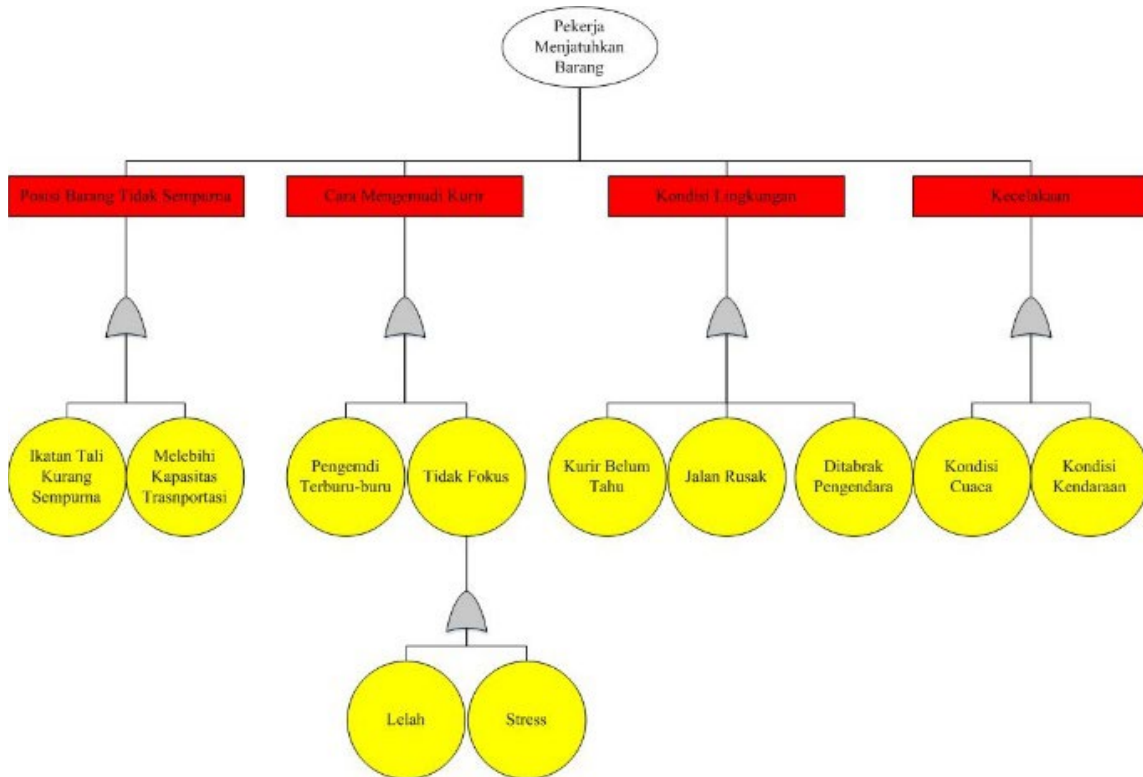 Pekerja
Menjatuhkan
Barang
Posisi Barang Tidak Sempurna
Cara Mengemudi Kurir
Kondisi Lingkungan
Kecelakaan
Ikatan Tali
Kurang
Sempurna
Melebihi
Kapasitas
Trasnportasi
Pengemdi
Terburu-buru
Tidak Fokus
Kurir Belum
Tahu
Jalan Rusak
Ditabrak
Pengendara
Kondisi
Cuaca
Kondisi
Kendaraan
Lelah
Stress